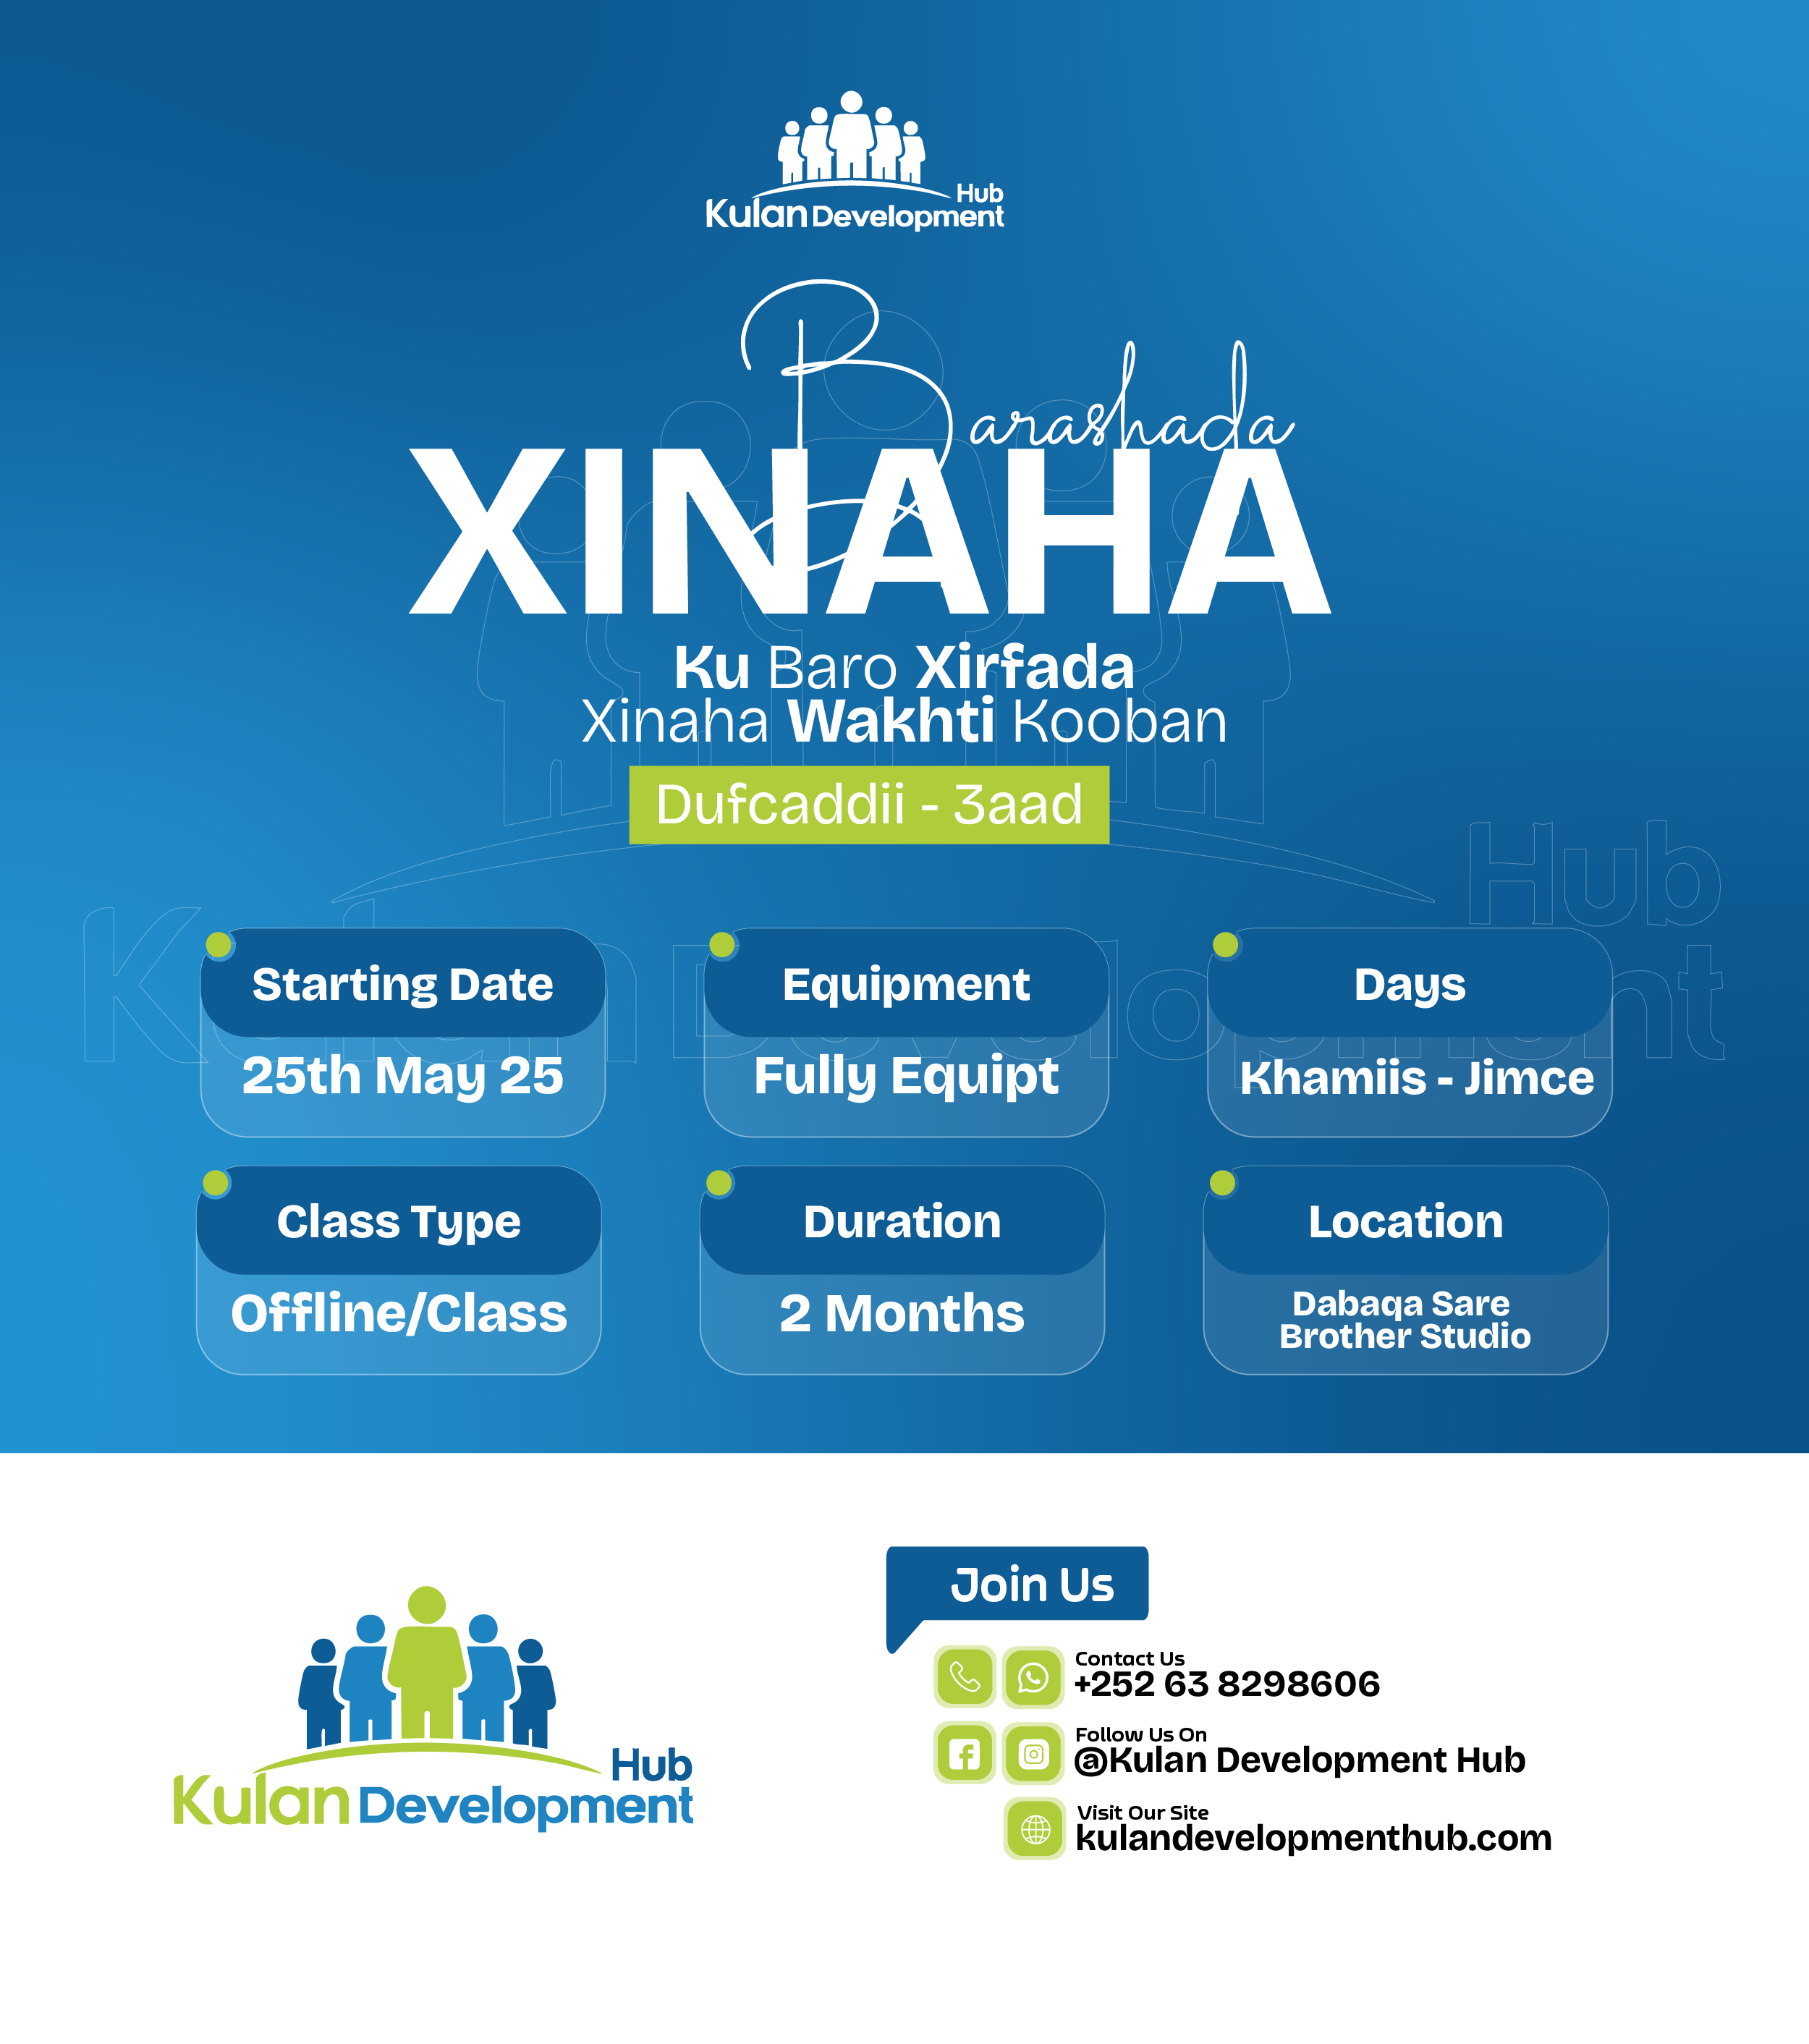 Hub
Kulan Development
Barashada
XINAHA
Ku Baro Xirfada
Xinaha Wakhti Kooban
Dufcaddii - 3aad
Hub
Kulan Development
Starting Date
25th May 25
Equipment
Fully Equipt
Days
Khamiis - Jimce
Class Type
Offline/Class
Duration
2 Months
Location
Dabaqa Sare
Brother Studio
Hub
Kulan Development
Join Us
Contact Us
+252 63 8298606
Follow Us On
@Kulan Development Hub
Visit Our Site
kulandevelopmenthub.com